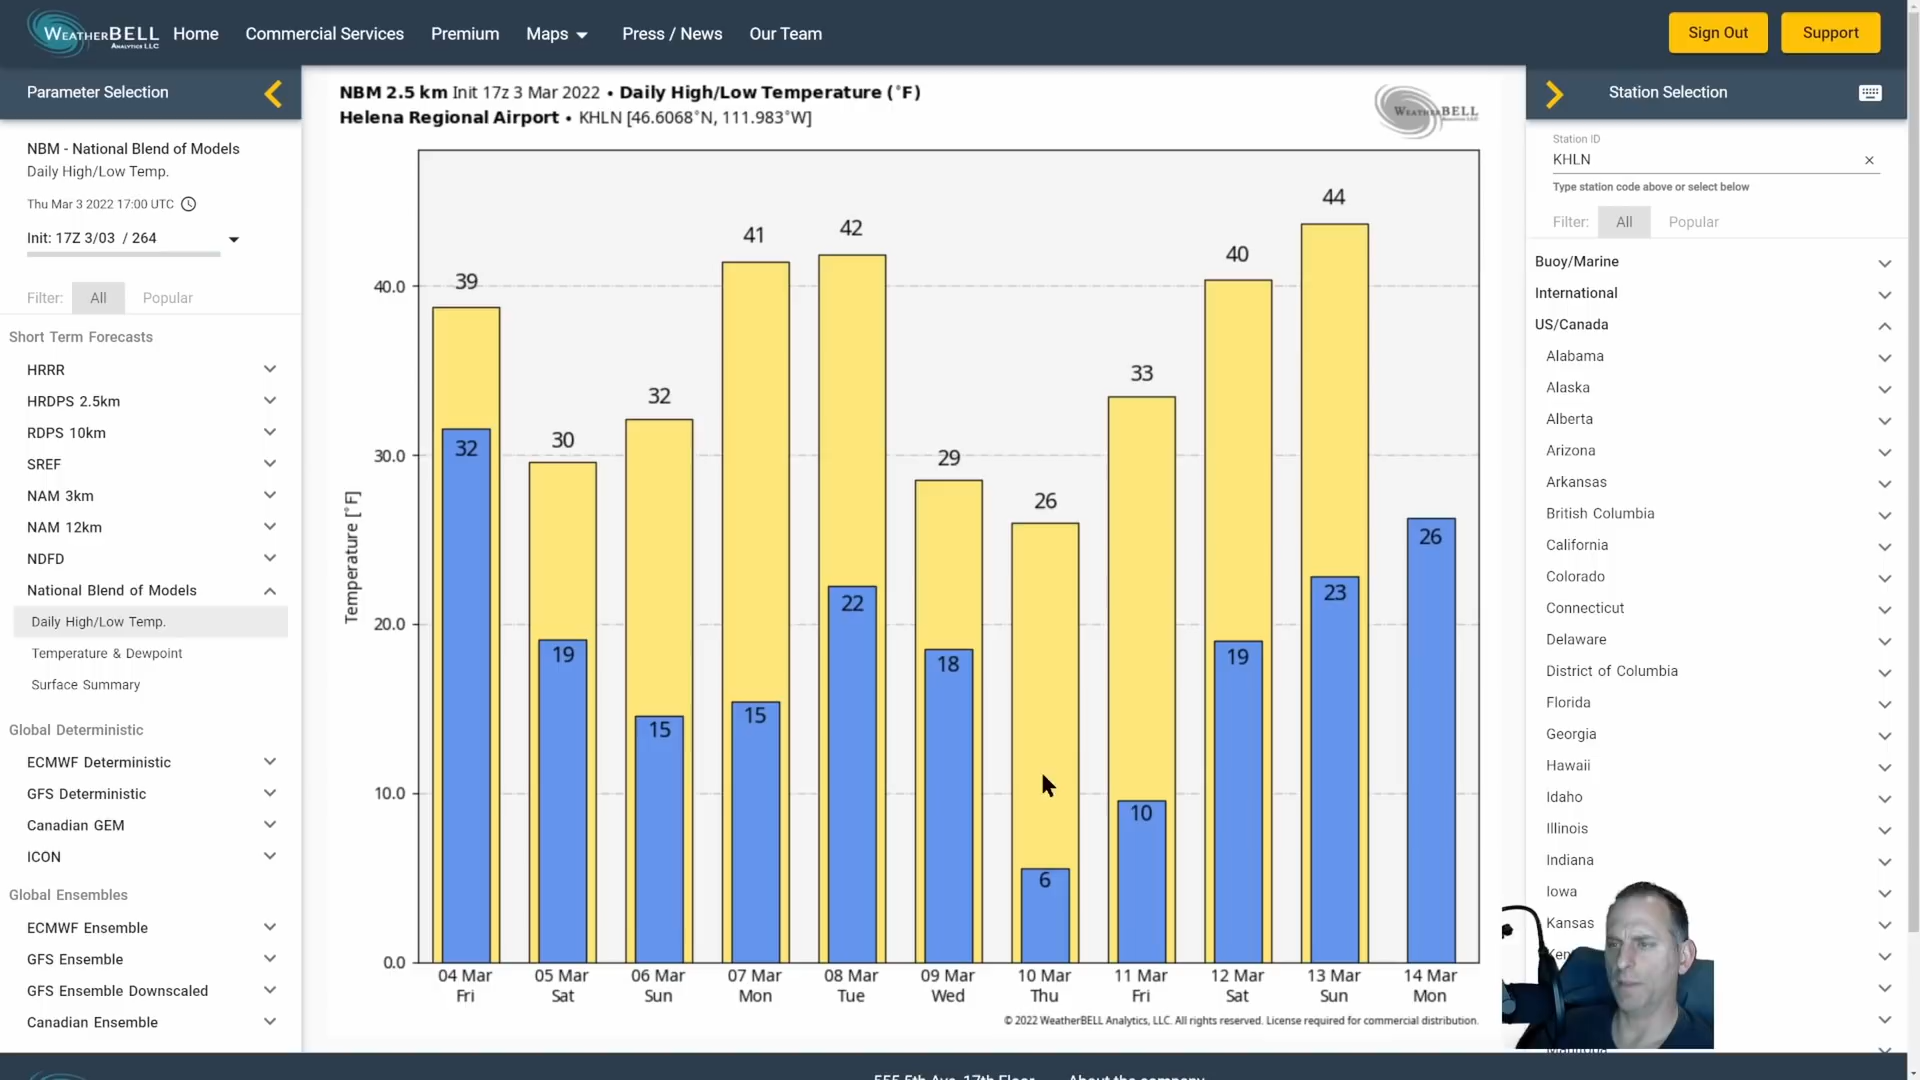 WEATHERBELL
ANALYTICS LLC
Home
Commercial Services
Premium
Maps
Press / News
Our Team
Sign Out
Support
Parameter Selection
NBM - National Blend of Models
Daily High/Low Temp.
Thu Mar 3 2022 17:00 UTC
Init: 17Z 3/03 / 264
Filter: All Popular
Short Term Forecasts
HRRR
HRDPS 2.5km
RDPS 10km
SREF
NAM 3km
NAM 12km
NDFD
National Blend of Models
Daily High/Low Temp.
Temperature & Dewpoint
Surface Summary
Global Deterministic
ECMWF Deterministic
GFS Deterministic
Canadian GEM
ICON
Global Ensembles
ECMWF Ensemble
GFS Ensemble
GFS Ensemble Downscaled
Canadian Ensemble
NBM 2.5 km Init 17z 3 Mar 2022 • Daily High/Low Temperature (°F)
Helena Regional Airport • KHLN [46.6068°N, 111.983°W]
WEATHERBELL
Temperature [°F]
40.0
30.0
20.0
10.0
0.0
39
30
32
41
42
29
26
33
40
44
32
19
15
15
22
18
6
10
19
23
26
04 Mar
Fri
05 Mar
Sat
06 Mar
Sun
07 Mar
Mon
08 Mar
Tue
09 Mar
Wed
10 Mar
Thu
11 Mar
Fri
12 Mar
Sat
13 Mar
Sun
14 Mar
Mon
© 2022 WeatherBELL Analytics, LLC. All rights reserved. License required for commercial distribution.
Station Selection
Station ID
KHLN
Type station code above or select below
Filter: All Popular
Buoy/Marine
International
US/Canada
Alabama
Alaska
Alberta
Arizona
Arkansas
British Columbia
California
Colorado
Connecticut
Delaware
District of Columbia
Florida
Georgia
Hawaii
Idaho
Illinois
Indiana
Iowa
Kansas
555 5th Ave, 17th Floor
About the company